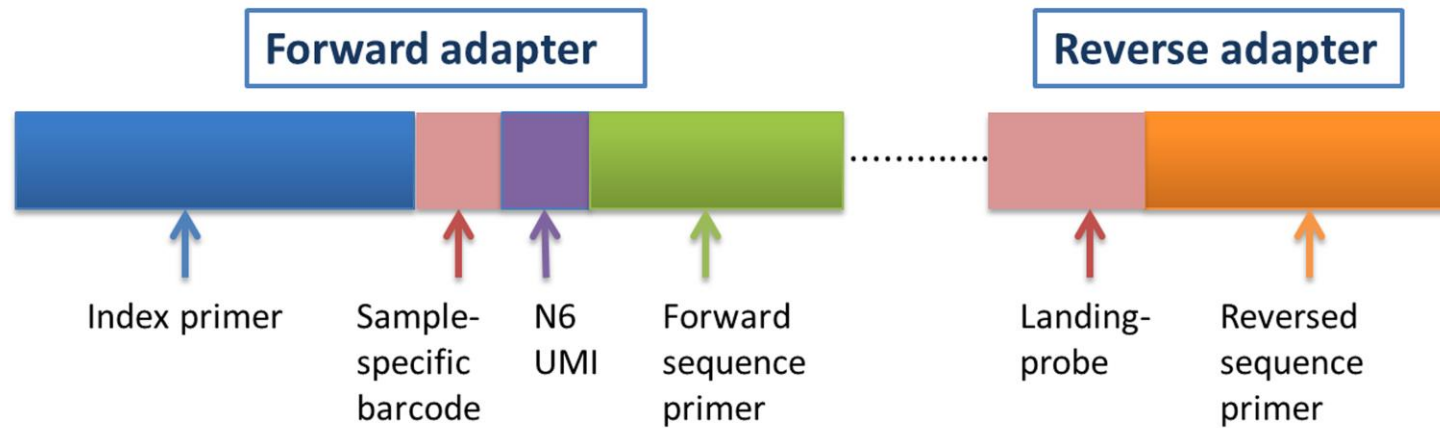 Forward adapter
Reverse adapter
Index primer
Sample-
specific
barcode
N6
UMI
Forward
sequence
primer
Landing-
probe
Reversed
sequence
primer